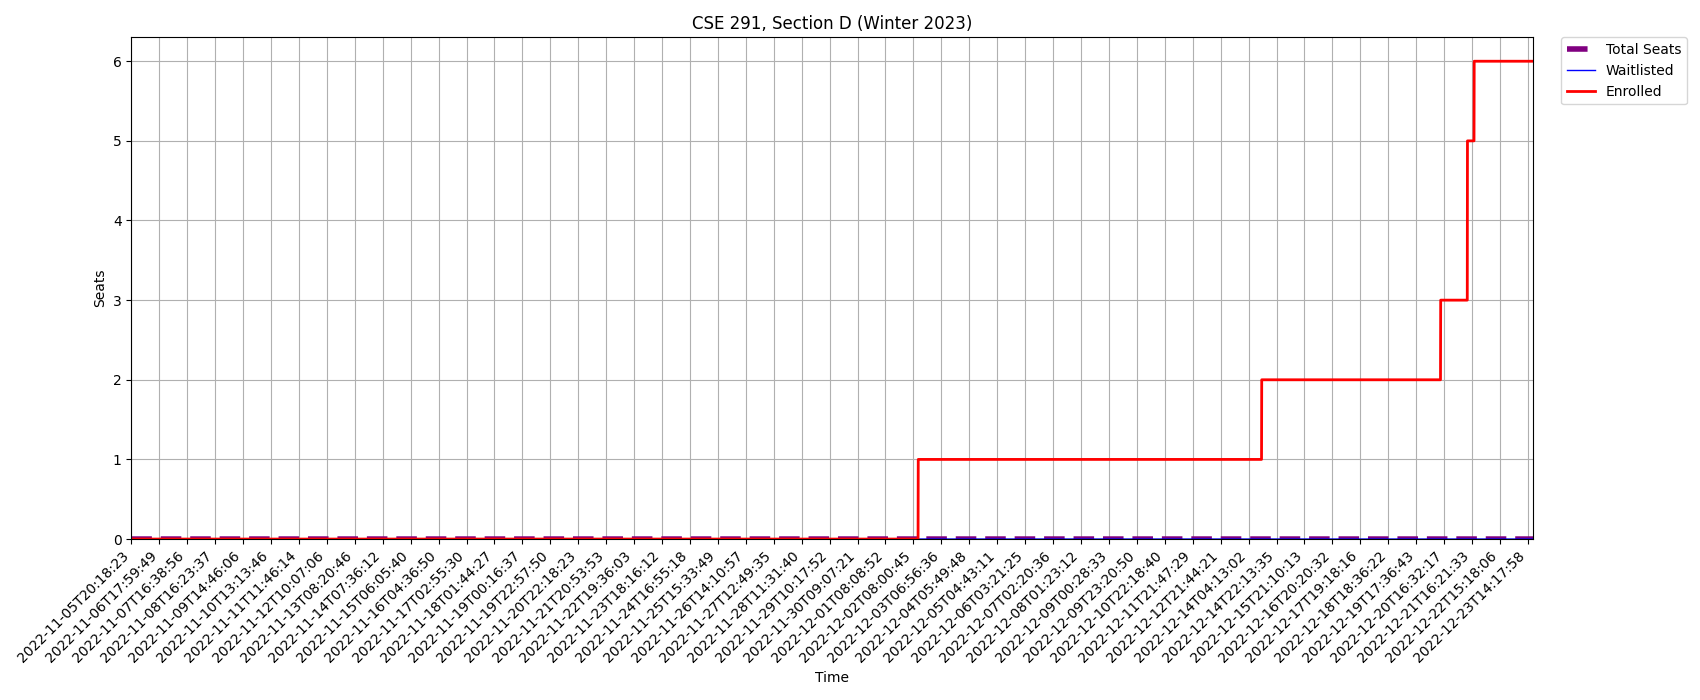 CSE 291, Section D (Winter 2023)
Total Seats
Waitlisted
Enrolled
Seats
6
5
4
3
2
1
0
2022-11-05T20:18:23
2022-11-06T17:59:49
2022-11-07T16:38:56
2022-11-08T16:23:37
2022-11-09T14:46:06
2022-11-10T13:13:46
2022-11-11T11:46:14
2022-11-12T10:07:06
2022-11-13T08:20:46
2022-11-14T07:36:12
2022-11-15T06:05:40
2022-11-16T04:36:50
2022-11-17T02:55:30
2022-11-18T01:44:27
2022-11-19T00:16:37
2022-11-19T22:57:50
2022-11-20T22:18:23
2022-11-21T20:53:53
2022-11-22T19:36:03
2022-11-23T18:16:12
2022-11-24T16:55:18
2022-11-25T15:33:49
2022-11-26T14:10:57
2022-11-27T12:49:35
2022-11-28T11:31:40
2022-11-29T10:17:52
2022-11-30T09:07:21
2022-12-01T08:08:52
2022-12-02T08:00:45
2022-12-03T06:56:36
2022-12-04T05:49:48
2022-12-05T04:43:11
2022-12-06T03:21:25
2022-12-07T02:20:36
2022-12-08T01:23:12
2022-12-09T00:28:33
2022-12-09T23:20:50
2022-12-10T22:18:40
2022-12-11T21:47:29
2022-12-12T21:44:21
2022-12-14T04:13:02
2022-12-14T22:13:35
2022-12-15T21:10:13
2022-12-16T20:20:32
2022-12-17T19:18:16
2022-12-18T18:36:22
2022-12-19T17:36:43
2022-12-20T16:32:17
2022-12-21T16:21:33
2022-12-22T15:18:06
2022-12-23T14:17:58
Time